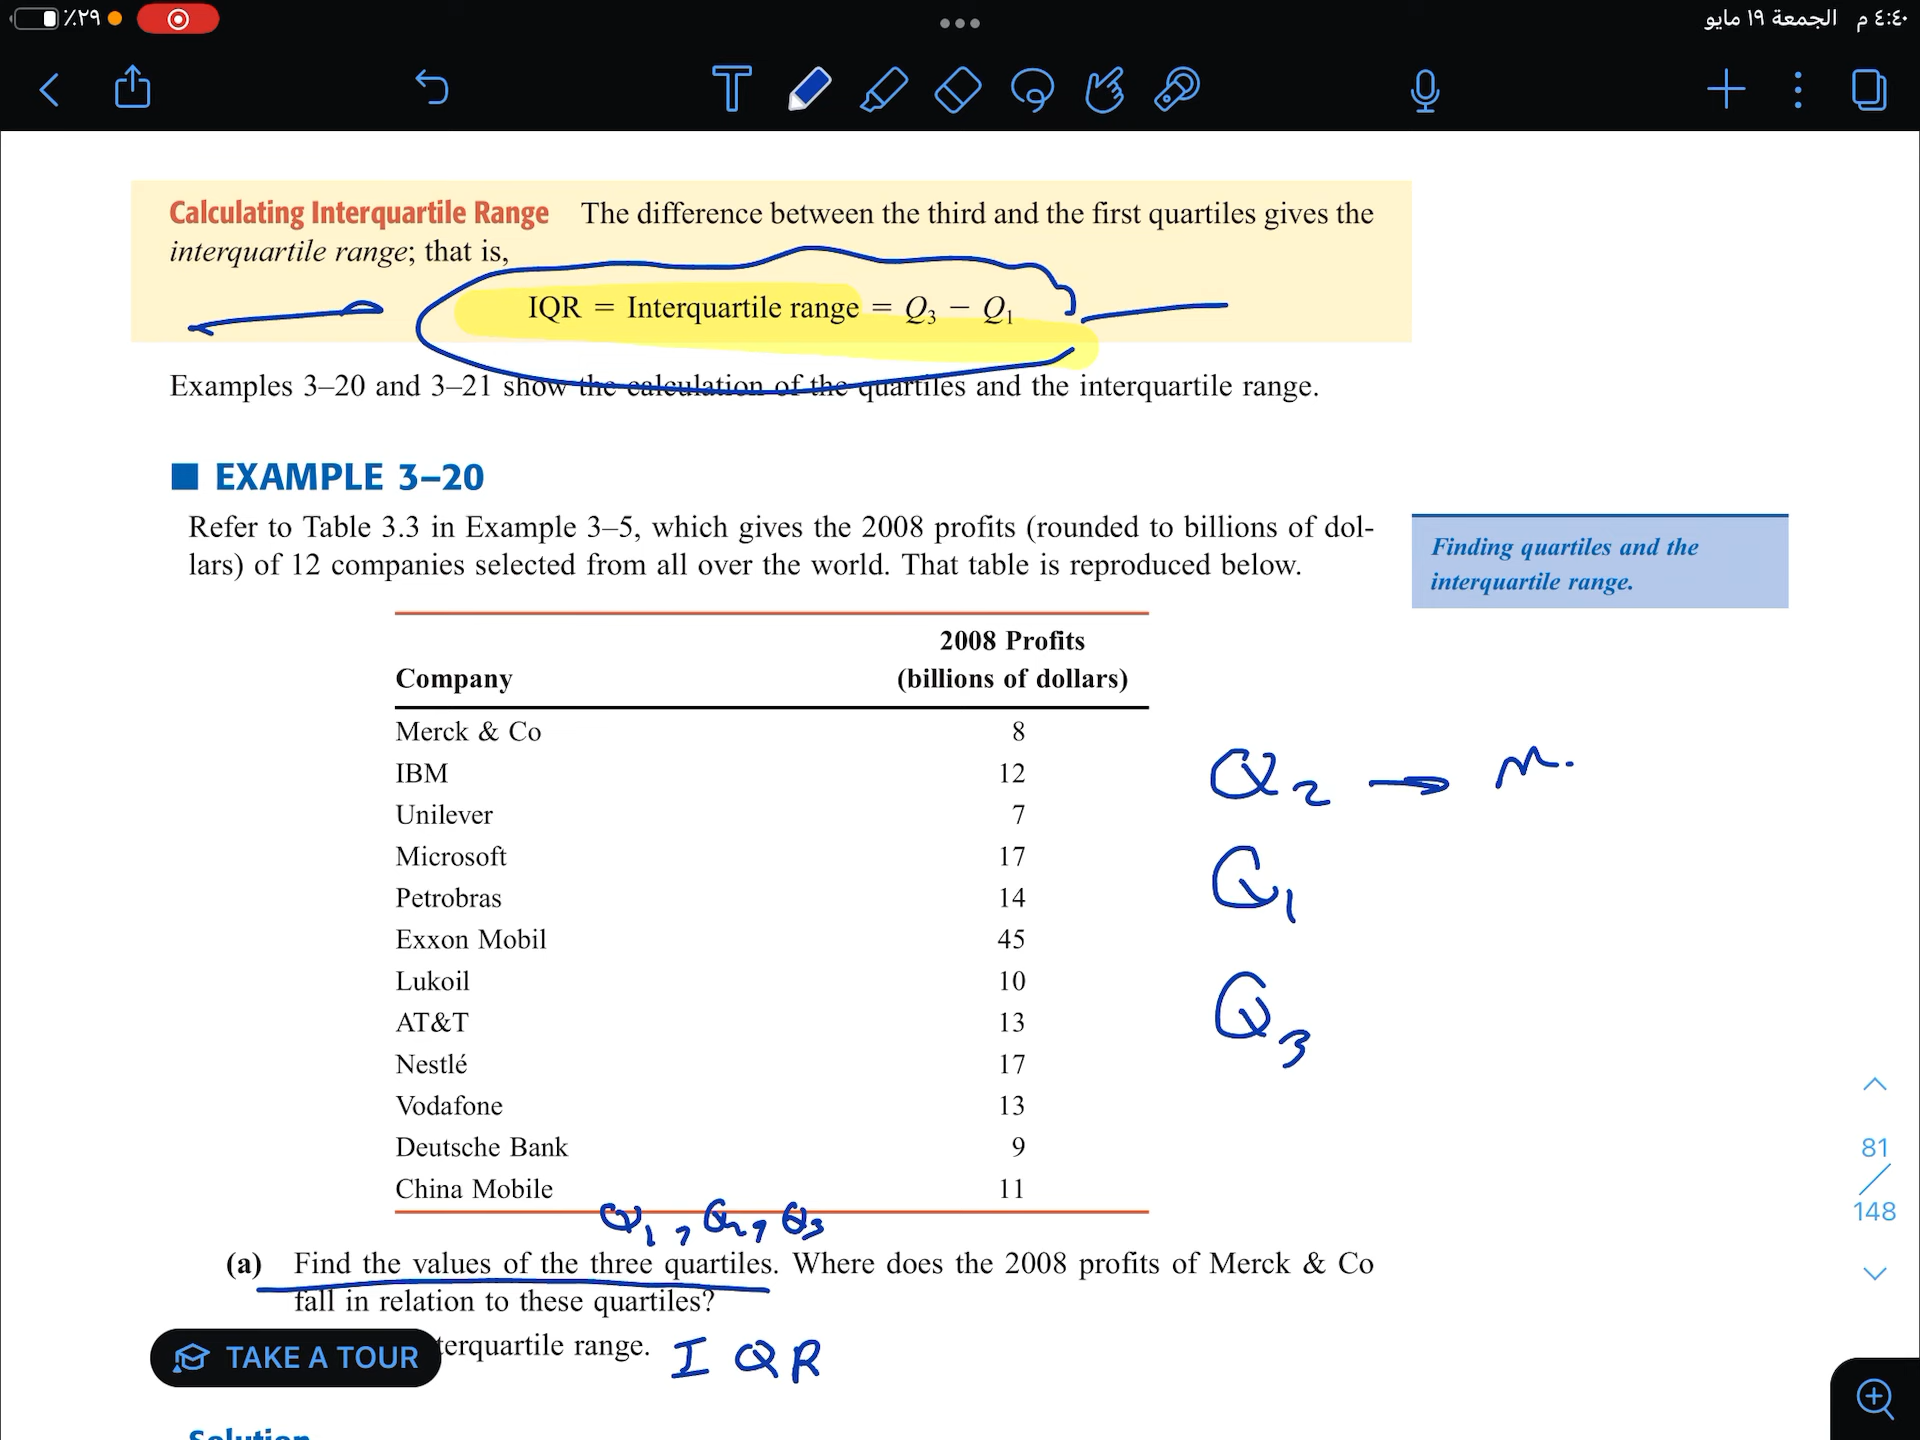 ٪٢٩
٤:٤٠ م الجمعة ١٩ مايو
Calculating Interquartile Range The difference between the third and the first quartiles gives the
interquartile range; that is,
IQR = Interquartile range = Q3 − Q1
Examples 3–20 and 3–21 show the calculation of the quartiles and the interquartile range.
EXAMPLE 3–20
Refer to Table 3.3 in Example 3–5, which gives the 2008 profits (rounded to billions of dol-
lars) of 12 companies selected from all over the world. That table is reproduced below.
Finding quartiles and the
interquartile range.
2008 Profits
Company (billions of dollars)
Merck & Co 8
IBM 12
Unilever 7
Microsoft 17
Petrobras 14
Exxon Mobil 45
Lukoil 10
AT&T 13
Nestlé 17
Vodafone 13
Deutsche Bank 9
China Mobile 11
Q2 → m.
Q1
Q3
Q1, Q2, Q3
(a) Find the values of the three quartiles. Where does the 2008 profits of Merck & Co
fall in relation to these quartiles?
terquartile range. IQR
TAKE A TOUR
Solution
81
148